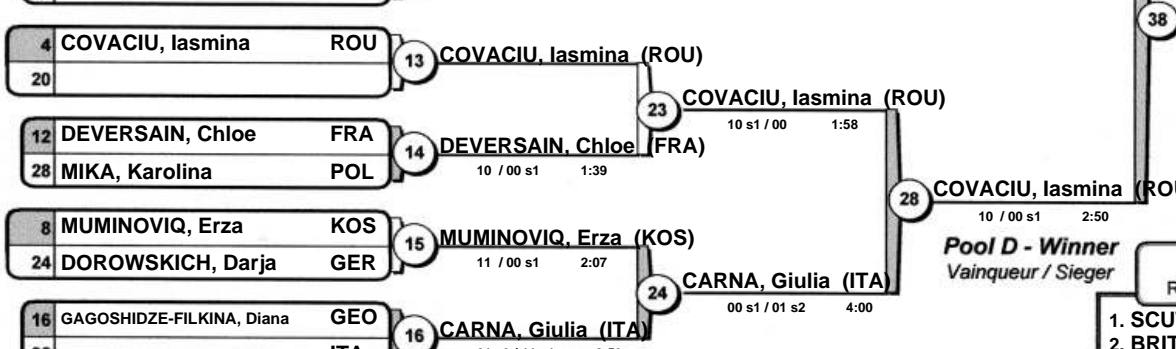 38
4 COVACIU, Iasmina ROU
20
13 COVACIU, Iasmina (ROU)
23 COVACIU, Iasmina (ROU)
10 s1 / 00 1:58
12 DEVERSAIN, Chloe FRA
28 MIKA, Karolina POL
14 DEVERSAIN, Chloe (FRA)
10 / 00 s1 1:39
28 COVACIU, Iasmina
10 / 00 s1 2:50
8 MUMINOVIQ, Erza KOS
24 DOROWSKICH, Darja GER
15 MUMINOVIQ, Erza (KOS)
11 / 00 s1 2:07
24 CARNA, Giulia (ITA)
00 s1 / 01 s2 4:00
Pool D - Winner
Vainqueur / Sieger
16 GAGOSHIDZE-FILKINA, Diana GEO
16 CARNA, Giulia (ITA)
1.
2.